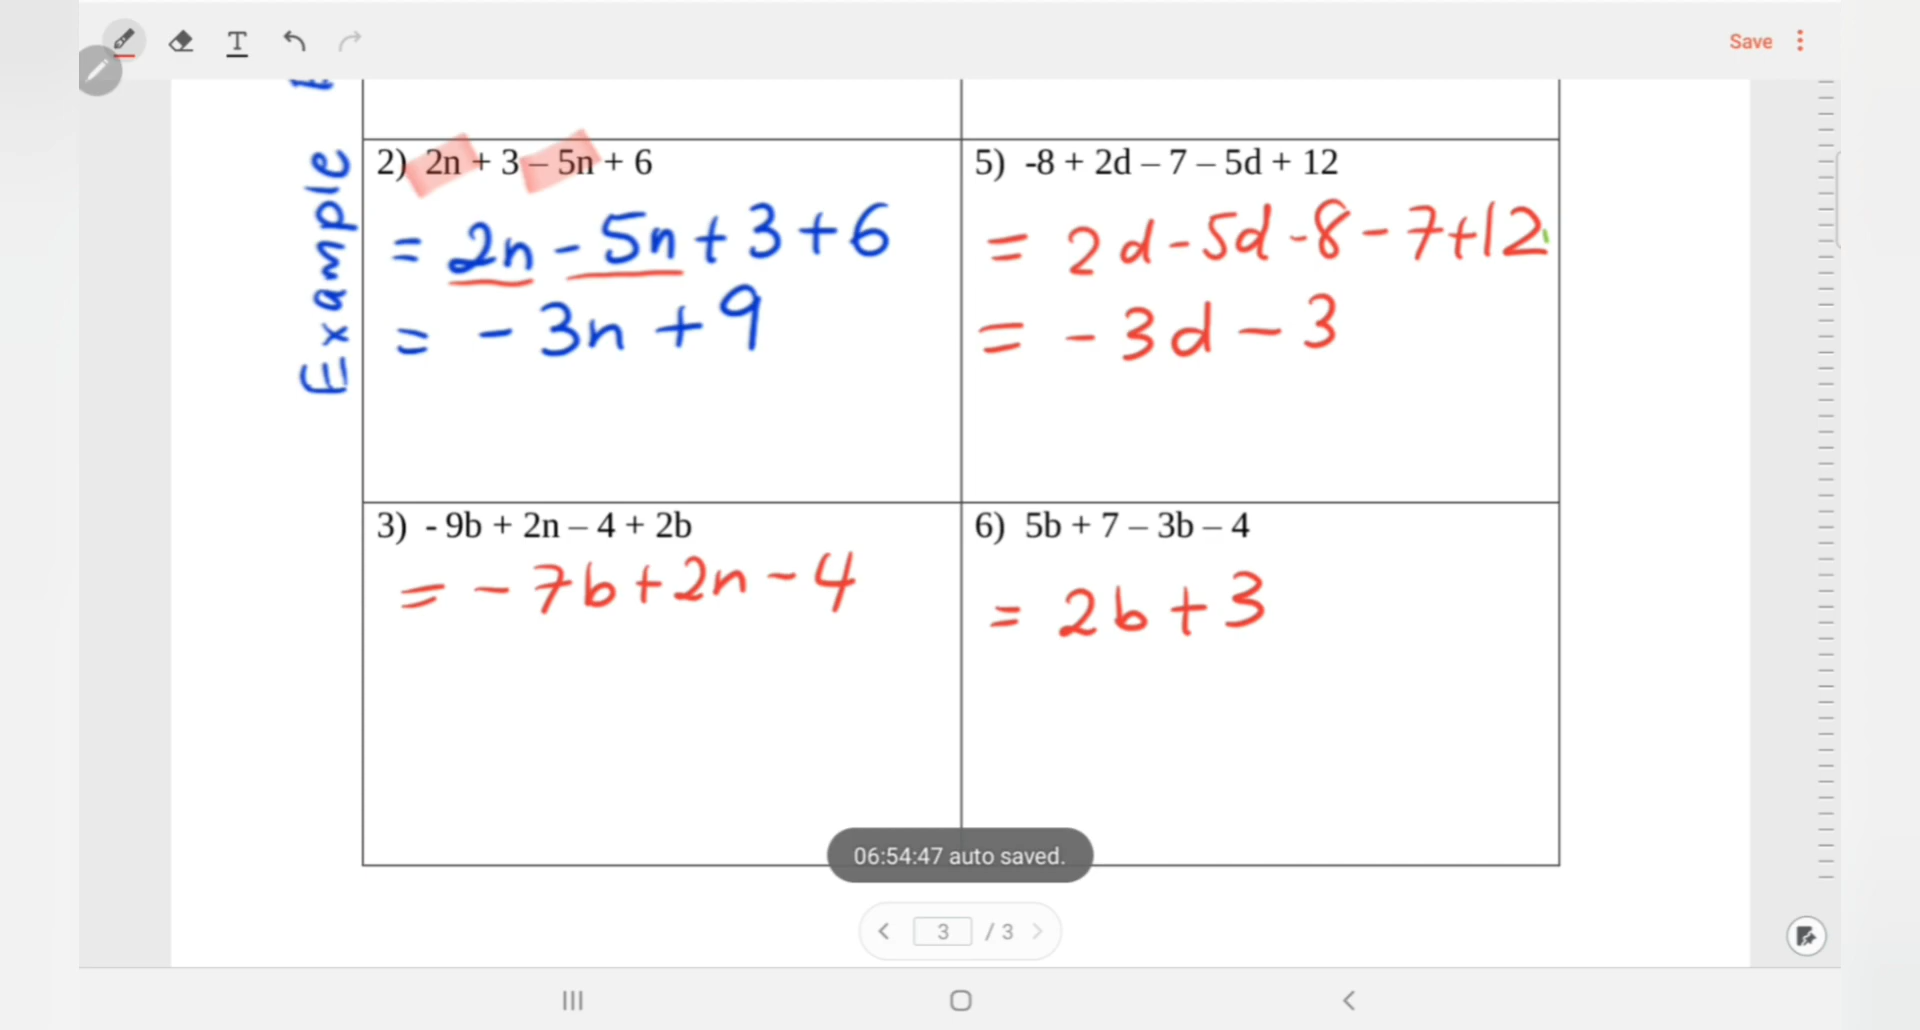 T
Save
Example
2) 2n + 3 – 5n + 6
= 2n - 5n + 3 + 6
= - 3n + 9
5) -8 + 2d – 7 – 5d + 12
= 2d - 5d - 8 - 7 + 12
= - 3d - 3
3) - 9b + 2n – 4 + 2b
= - 7b + 2n - 4
6) 5b + 7 – 3b – 4
= 2b + 3
06:54:47 auto saved.
3 / 3